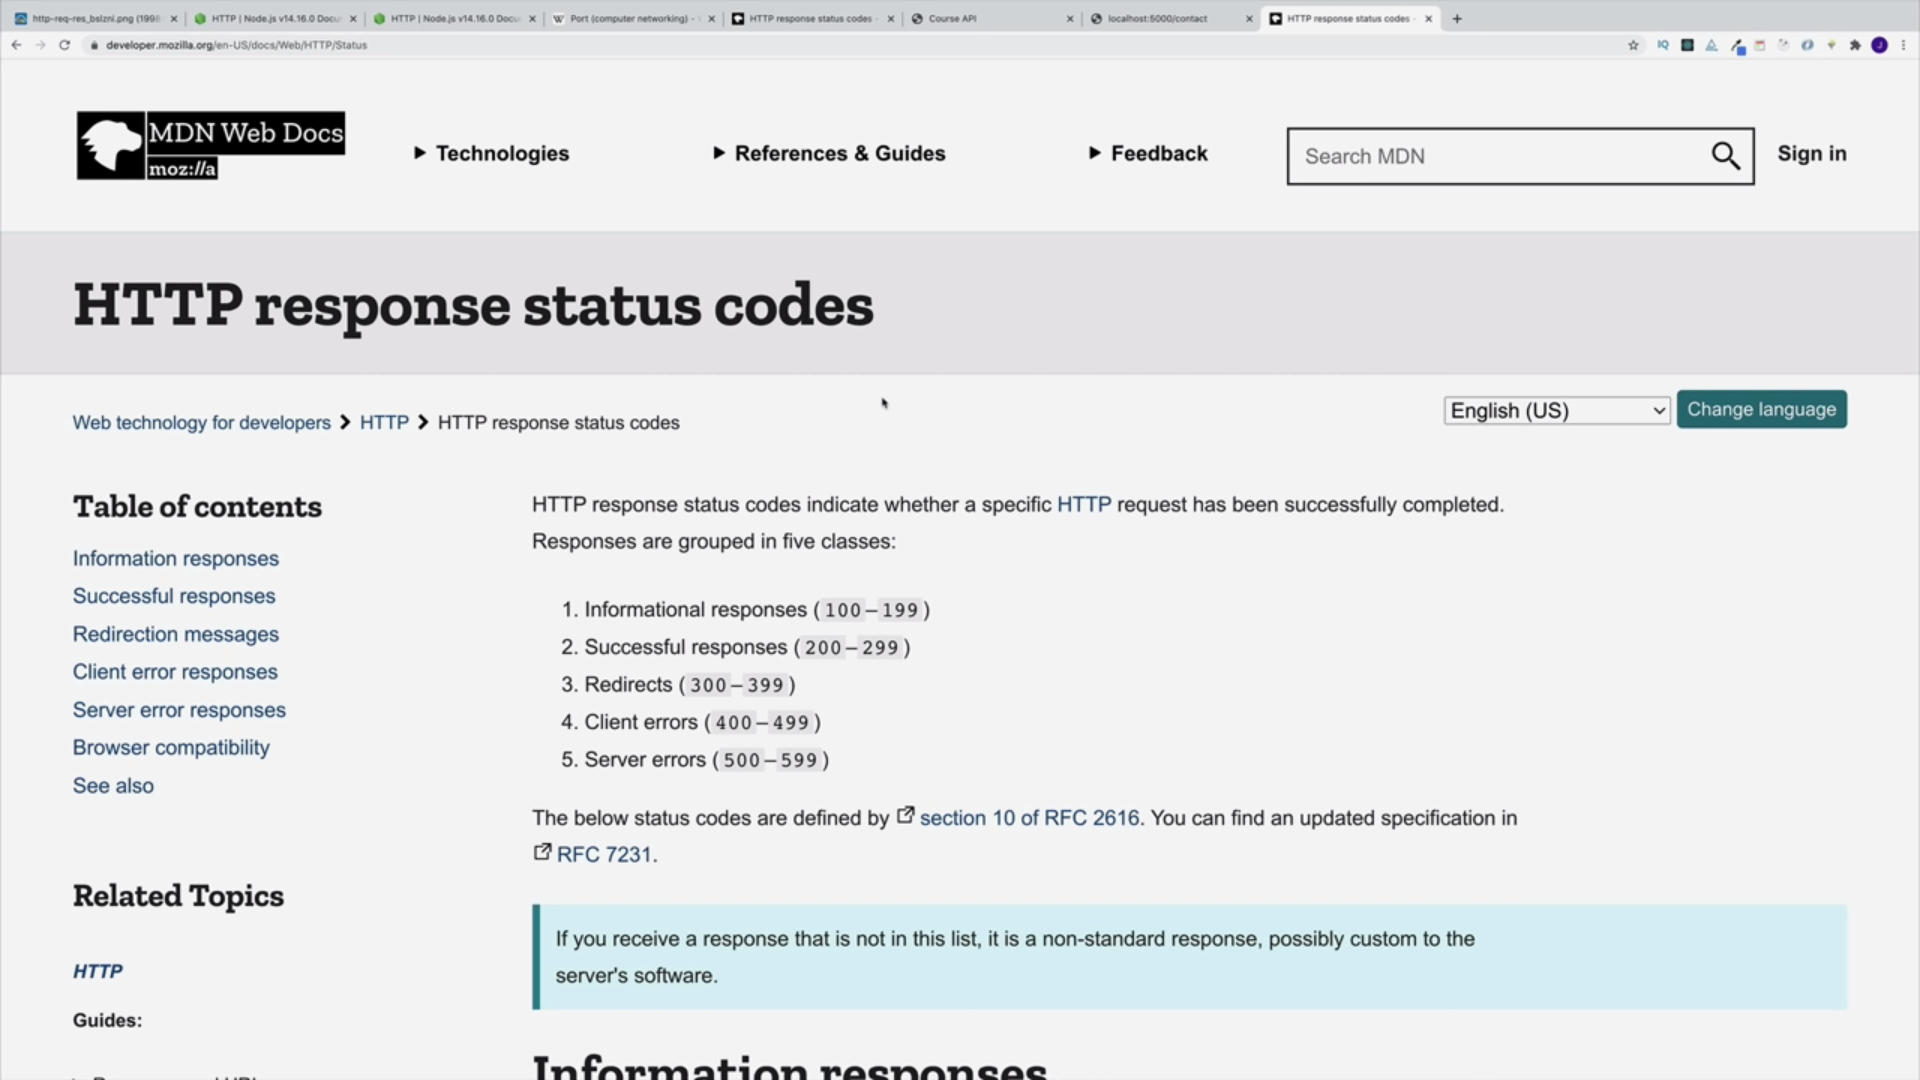 http-req-res_bslzni.png (1998
HTTP | Node.js v14.16.0 Docu
HTTP | Node.js v14.16.0 Docu
Port (computer networking) -
HTTP response status codes -
Course API
localhost:5000/contact
HTTP response status codes -
developer.mozilla.org/en-US/docs/Web/HTTP/Status
MDN Web Docs
moz://a
Technologies
References & Guides
Feedback
Search MDN
Sign in
HTTP response status codes
Web technology for developers
HTTP
HTTP response status codes
English (US)
Change language
Table of contents
Information responses
Successful responses
Redirection messages
Client error responses
Server error responses
Browser compatibility
See also
Related Topics
HTTP
Guides:
HTTP response status codes indicate whether a specific HTTP request has been successfully completed.
Responses are grouped in five classes:
1. Informational responses (100–199)
2. Successful responses (200–299)
3. Redirects (300–399)
4. Client errors (400–499)
5. Server errors (500–599)
The below status codes are defined by section 10 of RFC 2616. You can find an updated specification in
RFC 7231.
If you receive a response that is not in this list, it is a non-standard response, possibly custom to the
server's software.
Information responses